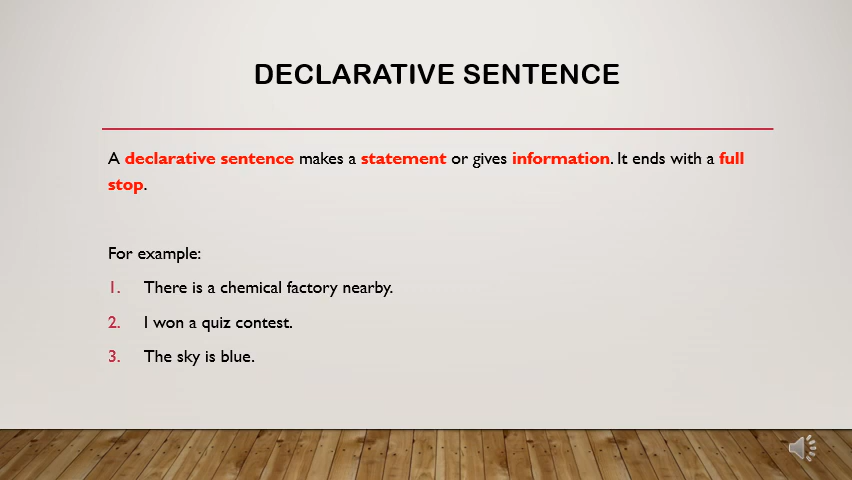 DECLARATIVE SENTENCE
A declarative sentence makes a statement or gives information. It ends with a full
stop.
For example:
1. There is a chemical factory nearby.
2. I won a quiz contest.
3. The sky is blue.